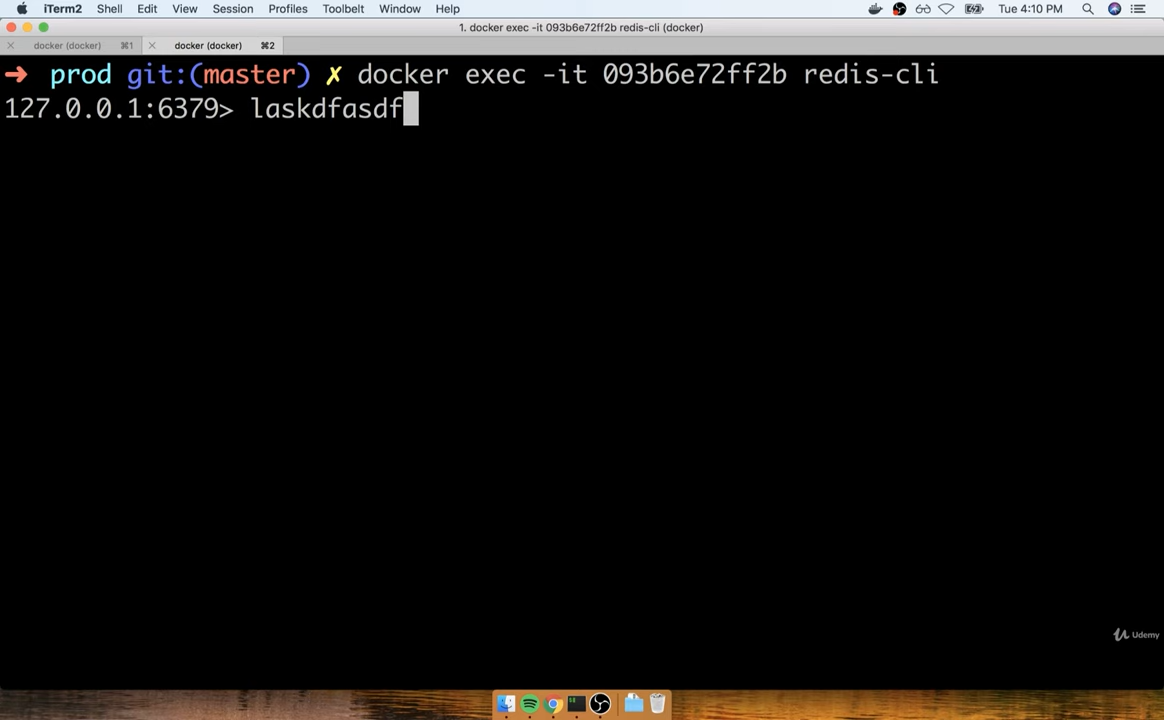 iTerm2 Shell Edit View Session Profiles Toolbelt Window Help Tue 4:10 PM
1. docker exec -it 093b6e72ff2b redis-cli (docker)
docker (docker) ⌘1 docker (docker) ⌘2
➜ prod git:(master) ✗ docker exec -it 093b6e72ff2b redis-cli
127.0.0.1:6379> laskdfasdf
Udemy